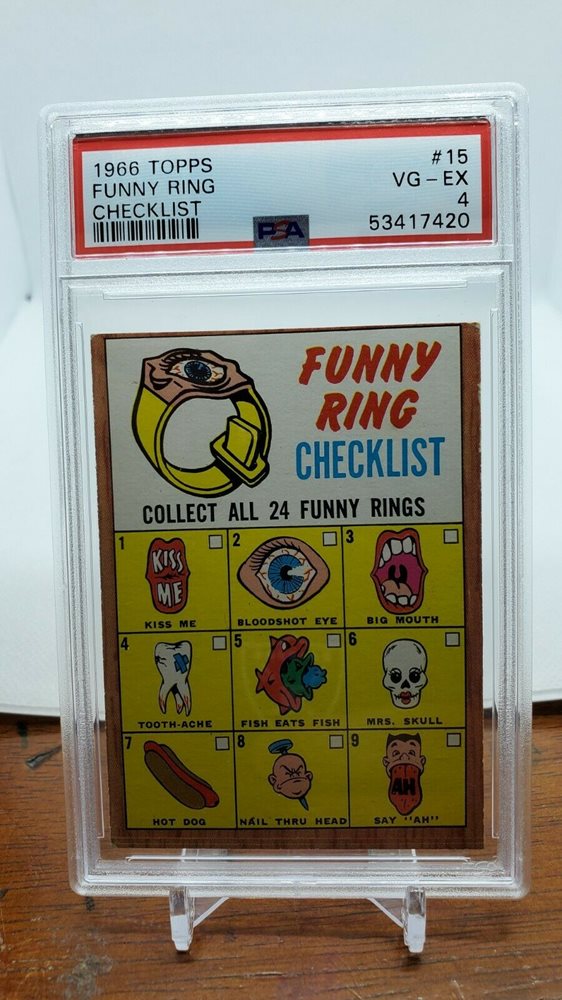 1966 TOPPS #15
FUNNY RING VG - EX
CHECKLIST 4
PSA 53417420
FUNNY
RING
CHECKLIST
COLLECT ALL 24 FUNNY RINGS
1 2 3
KISS
ME
KISS ME BLOODSHOT EYE BIG MOUTH
4 5 6
TOOTH-ACHE FISH EATS FISH MRS. SKULL
7 8 9
AH
HOT DOG NAIL THRU HEAD SAY "AH"